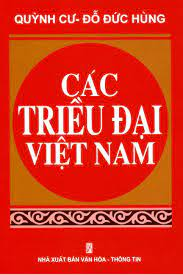 QUỲNH CƯ- ĐỖ ĐỨC HÙNG
CÁC
TRIỀU ĐẠI
VIỆT NAM
NHÀ XUẤT BẢN VĂN HÓA - THÔNG TIN